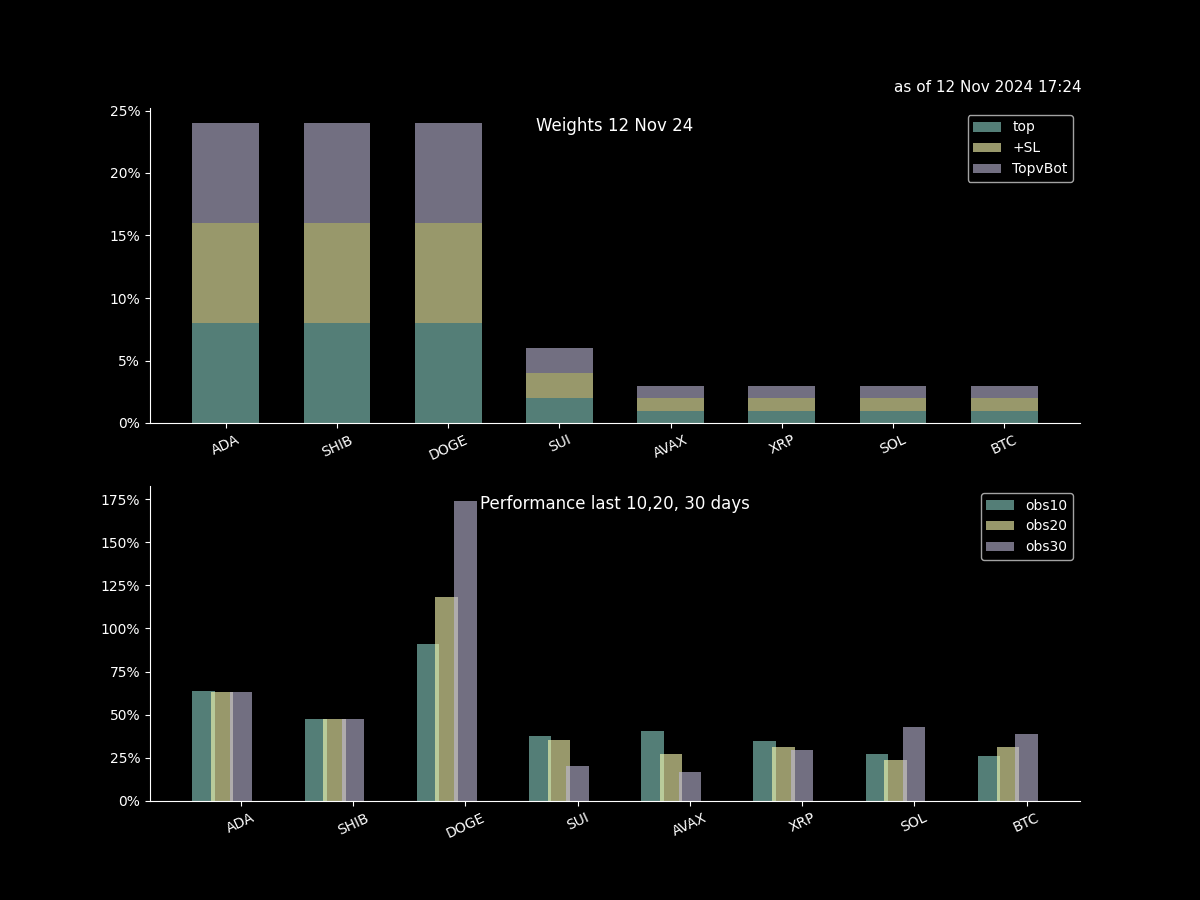 as of 12 Nov 2024 17:24
Weights 12 Nov 24
top
+SL
TopvBot
25%
20%
15%
10%
5%
0%
ADA SHIB DOGE SUI AVAX XRP SOL BTC
Performance last 10,20, 30 days
obs10
obs20
obs30
175%
150%
125%
100%
75%
50%
25%
0%
ADA SHIB DOGE SUI AVAX XRP SOL BTC